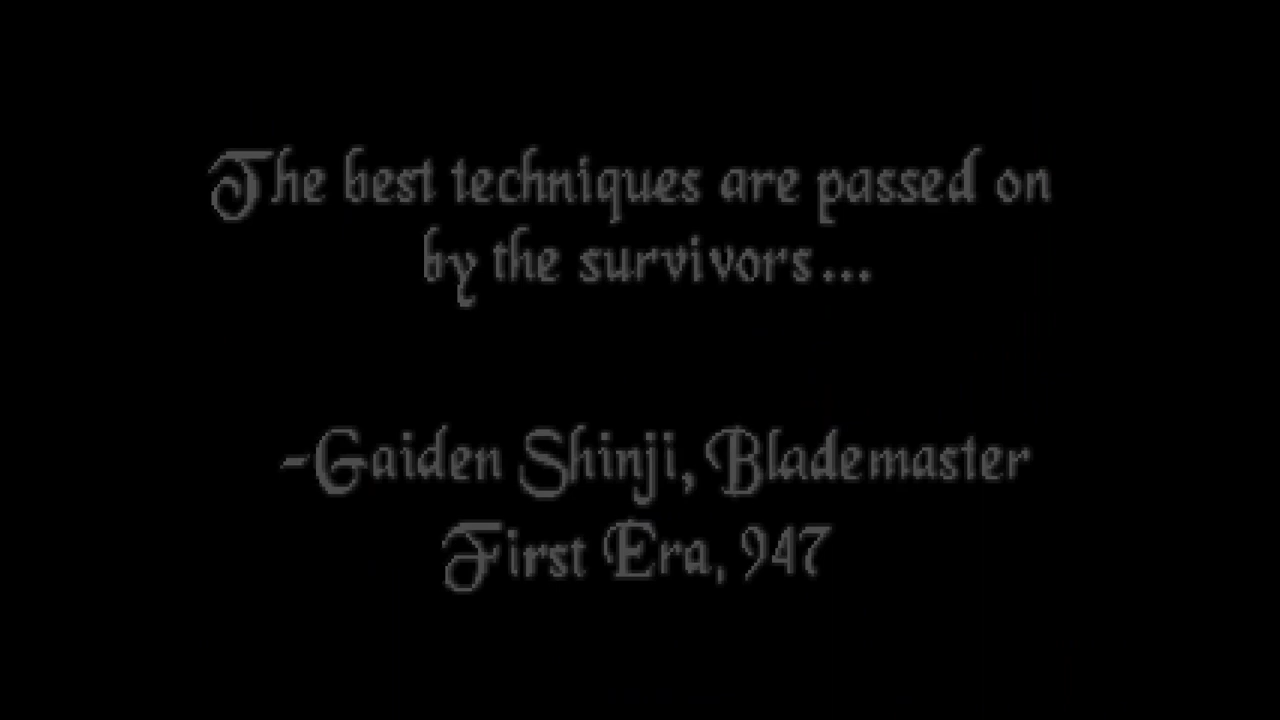 The best techniques are passed on
by the survivors...
-Gaiden Shinji, Blademaster
First Era, 947